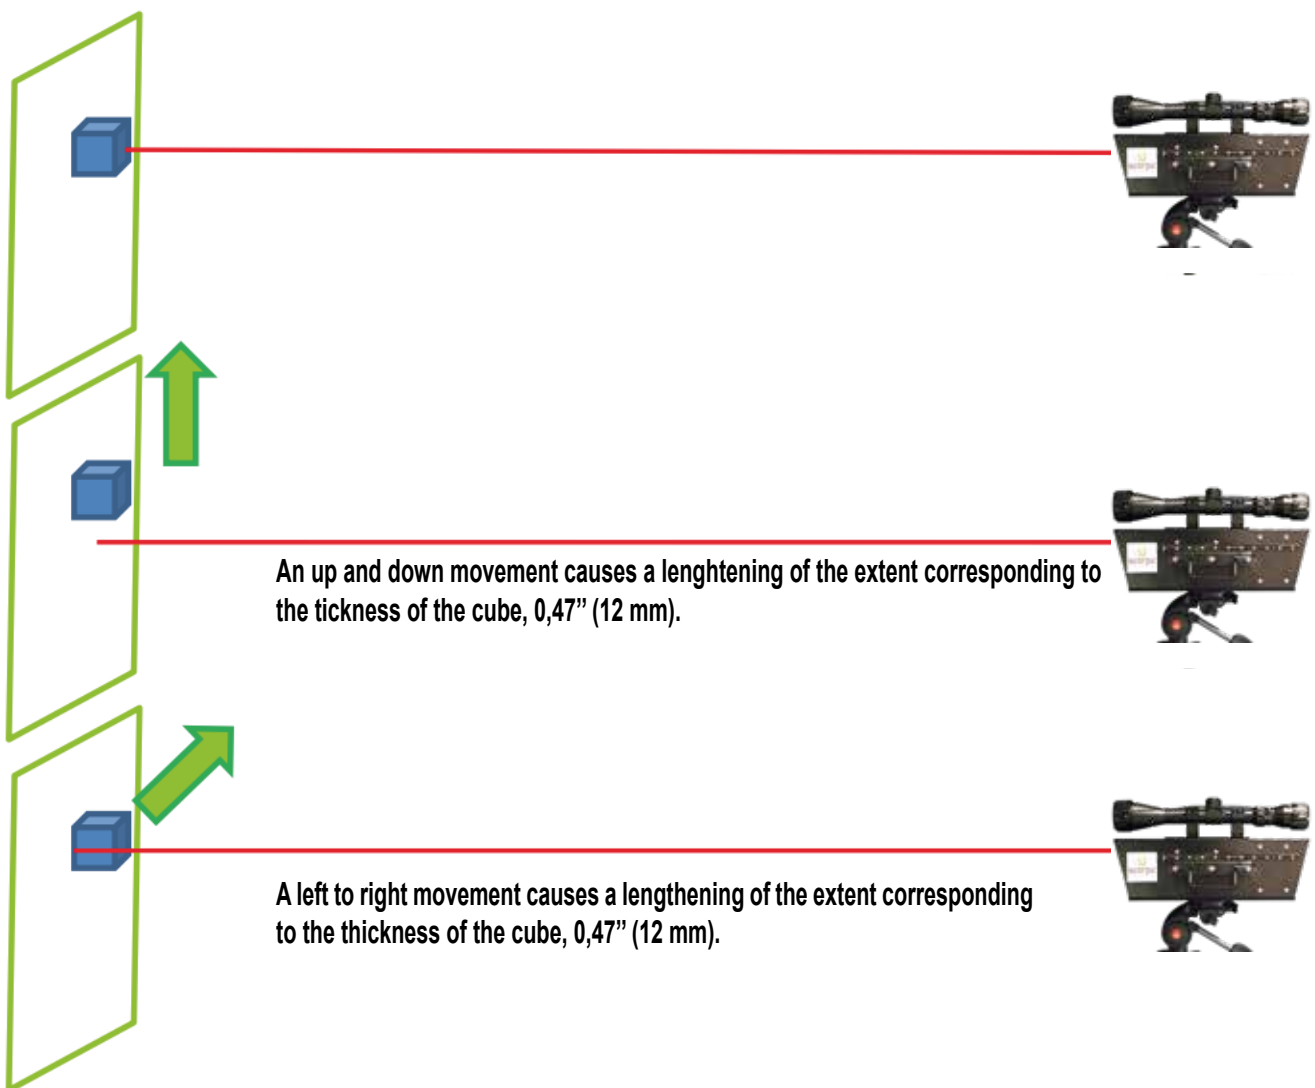 An up and down movement causes a lenghtening of the extent corresponding to
the tickness of the cube, 0,47” (12 mm).
A left to right movement causes a lengthening of the extent corresponding
to the thickness of the cube, 0,47” (12 mm).